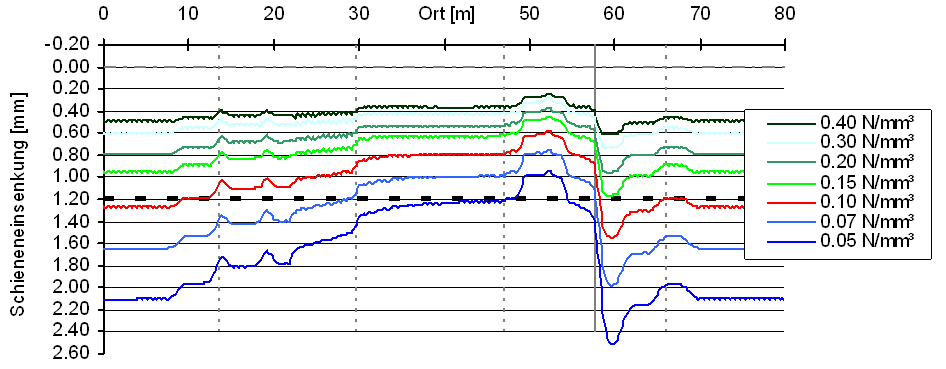 0 10 20 30 Ort [m] 50 60 70 80
-0.20
0.00
0.20
0.40
0.60
0.80
1.00
1.20
1.40
1.60
1.80
2.00
2.20
2.40
2.60
Schieneneinsenkung [mm]
0.40 N/mm³
0.30 N/mm³
0.20 N/mm³
0.15 N/mm³
0.10 N/mm³
0.07 N/mm³
0.05 N/mm³